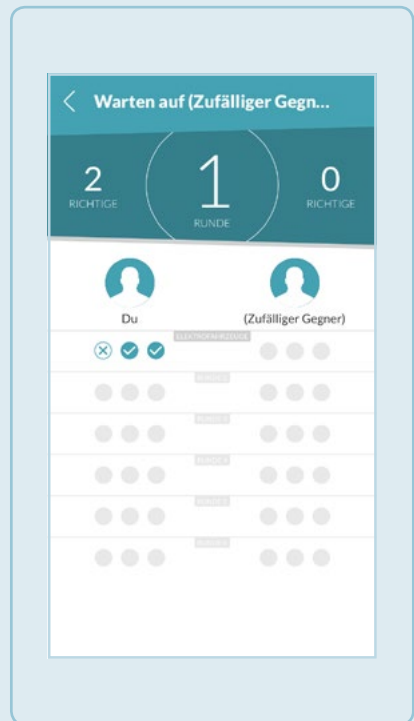 Warten auf (Zufälliger Gegn...
2
RICHTIGE
1
RUNDE
0
RICHTIGE
Du
(Zufälliger Gegner)
ELEKTROFAHRZEUGE
RUNDE 2
RUNDE 3
RUNDE 4
RUNDE 5
RUNDE 6